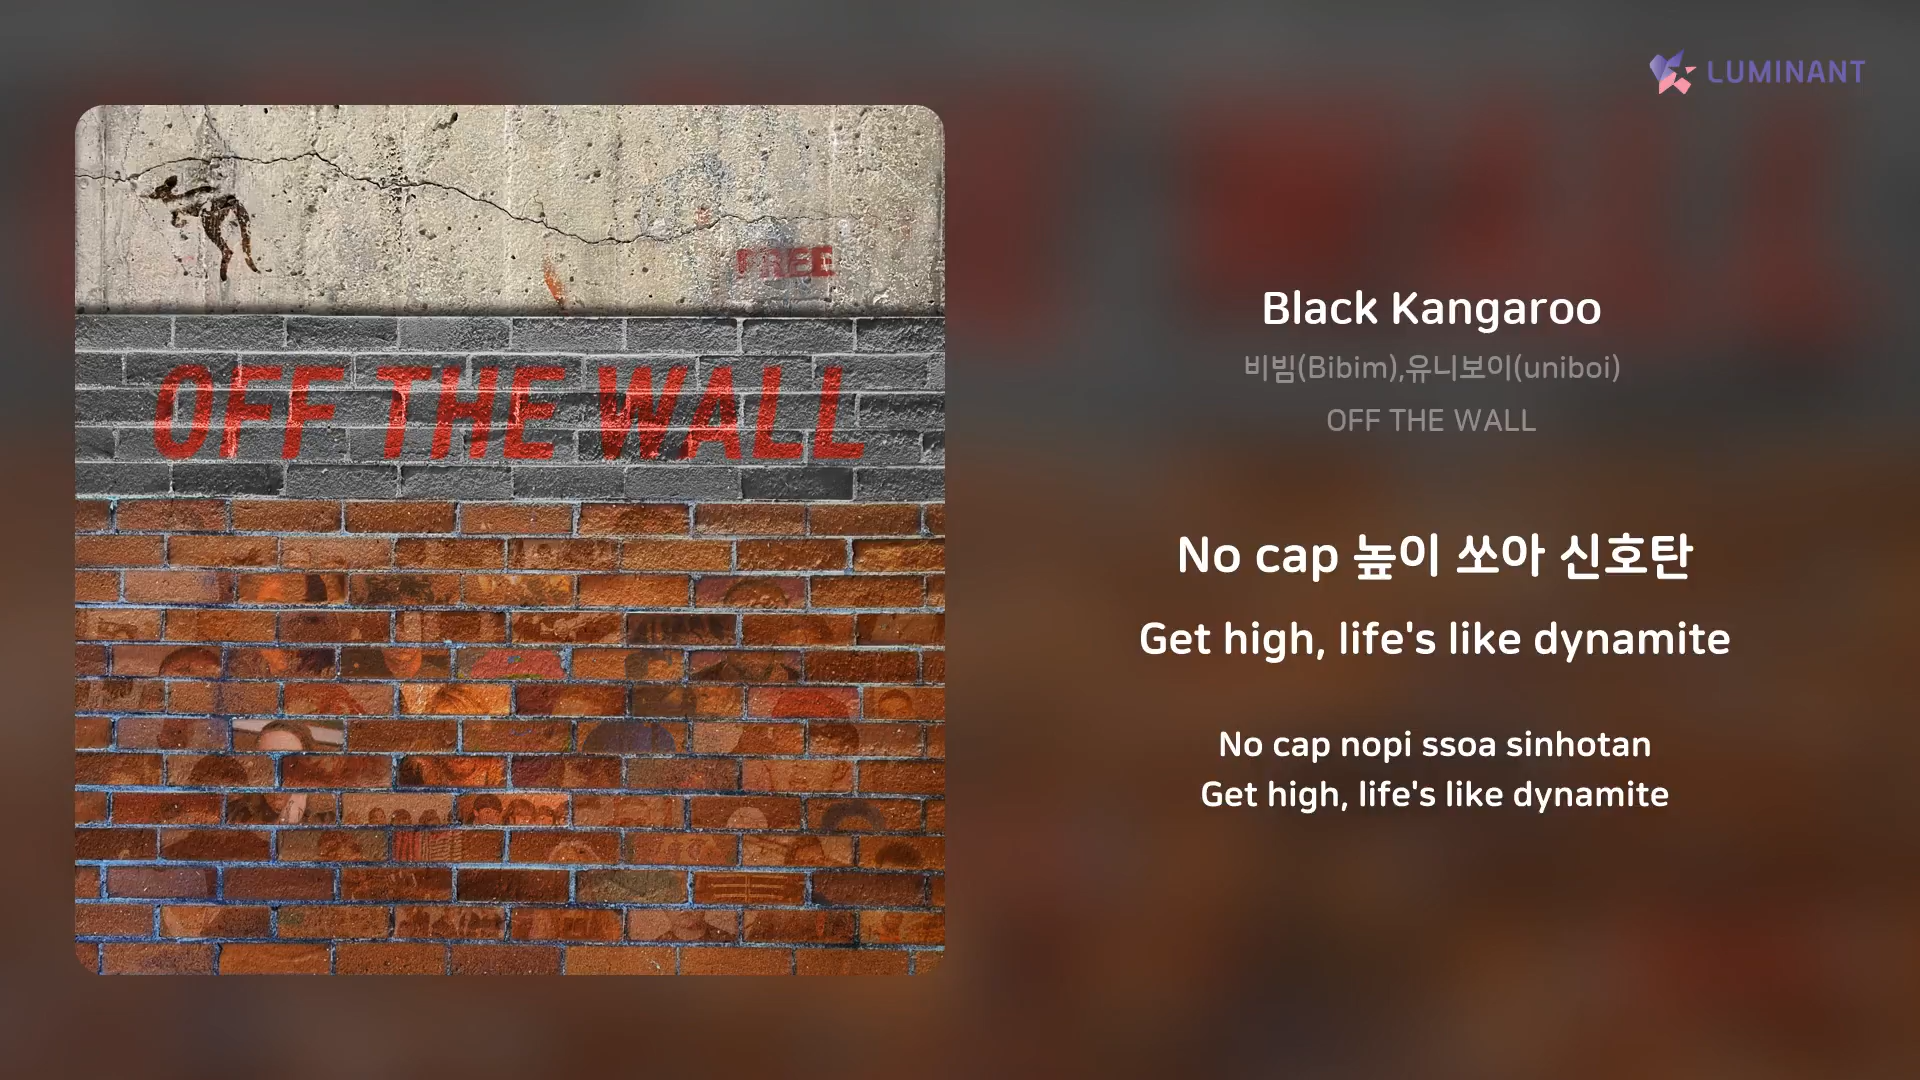 LUMINANT
FREE
OFF THE WALL
Black Kangaroo
비빔(Bibim),유니보이(uniboi)
OFF THE WALL
No cap 높이 쏘아 신호탄
Get high, life's like dynamite
No cap nopi ssoa sinhotan
Get high, life's like dynamite